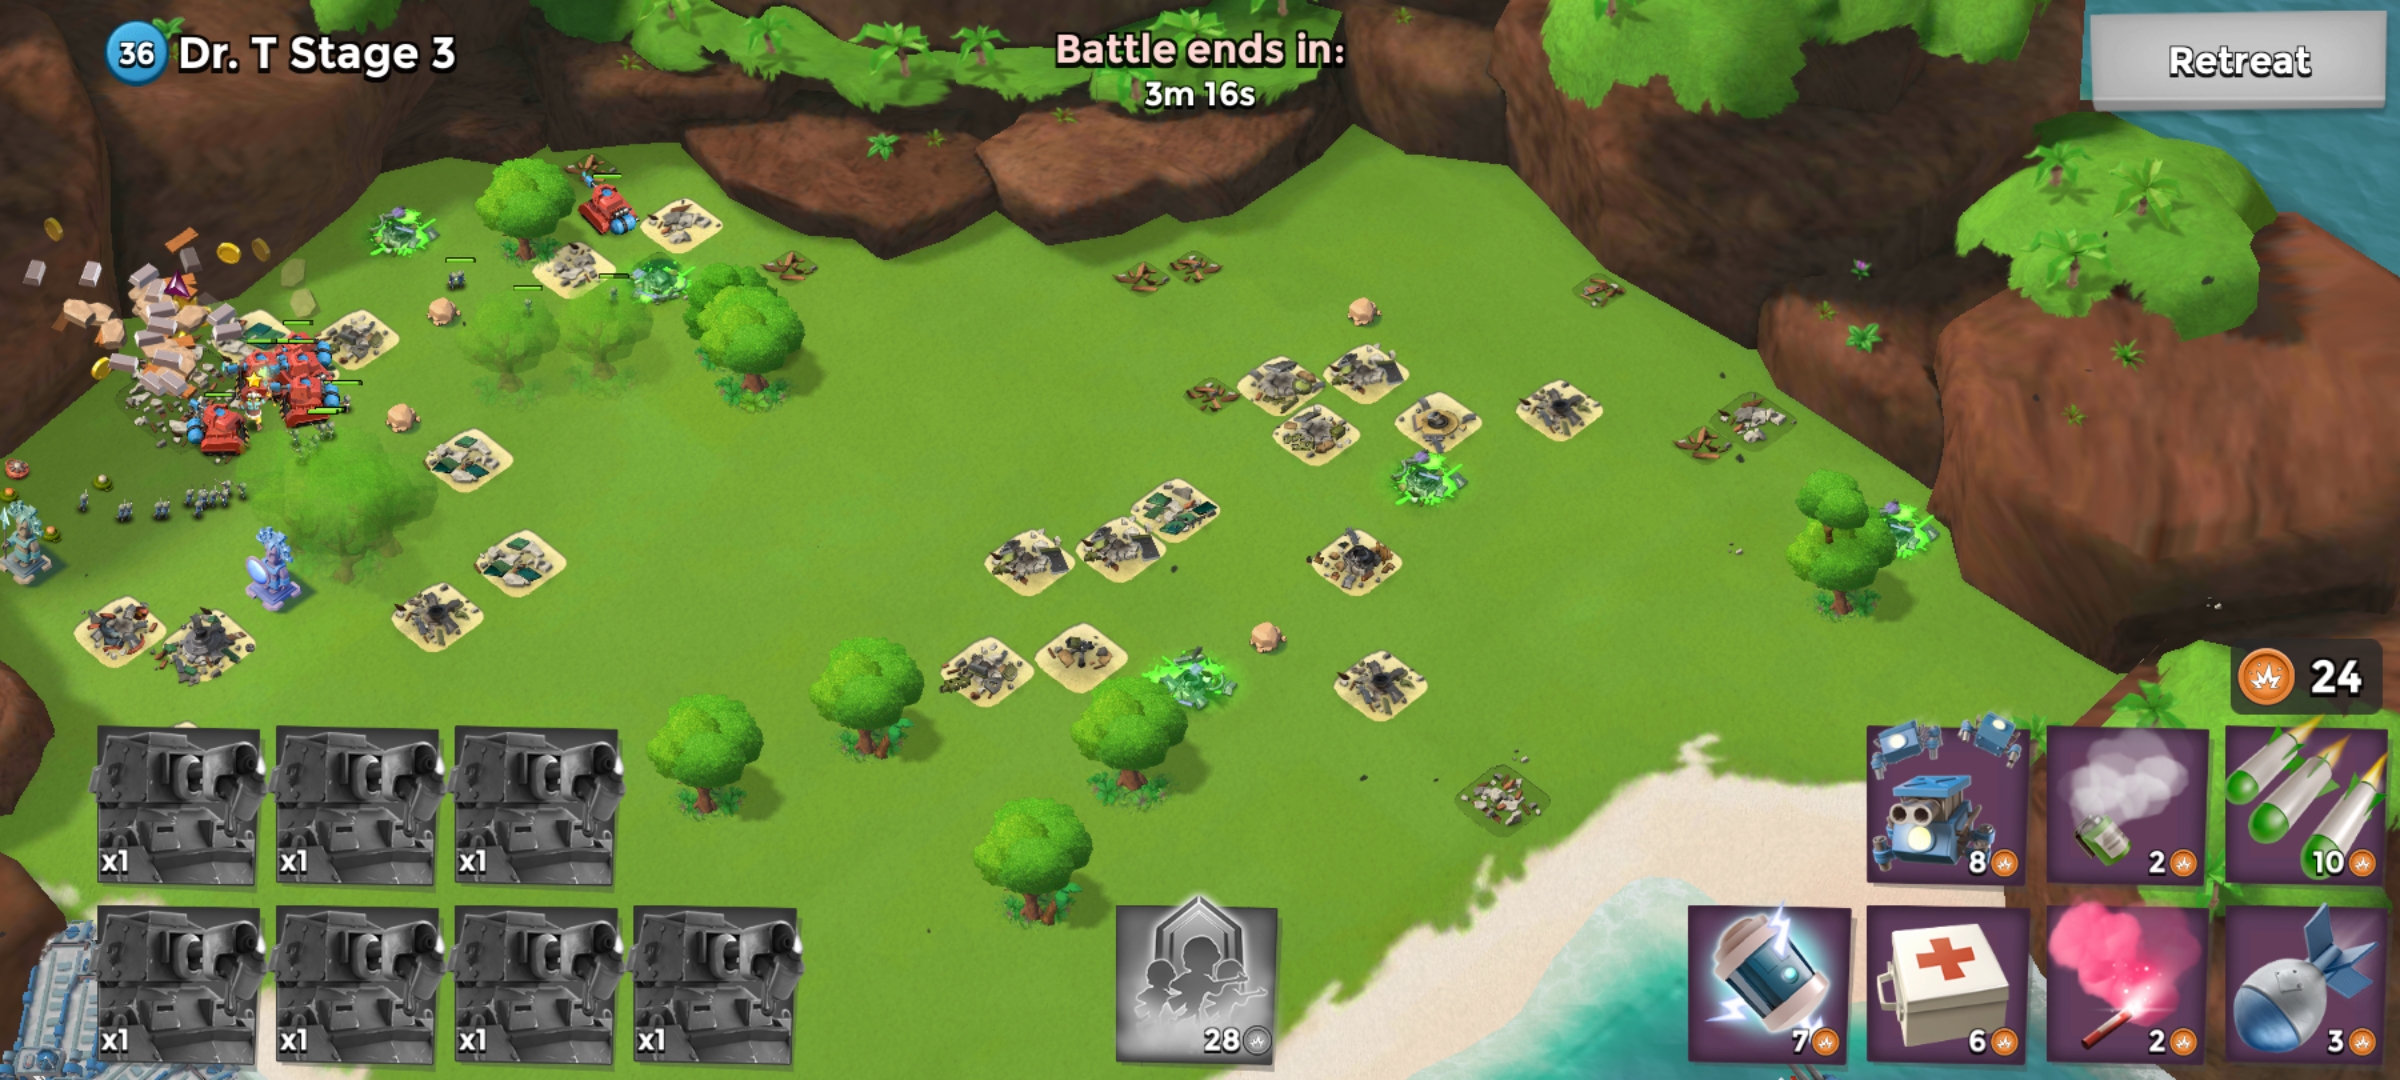 36 Dr. T Stage 3
Battle ends in:
3m 16s
Retreat
24
x1 x1 x1
8 2 10
x1 x1 x1 x1
28
7 6 2 3